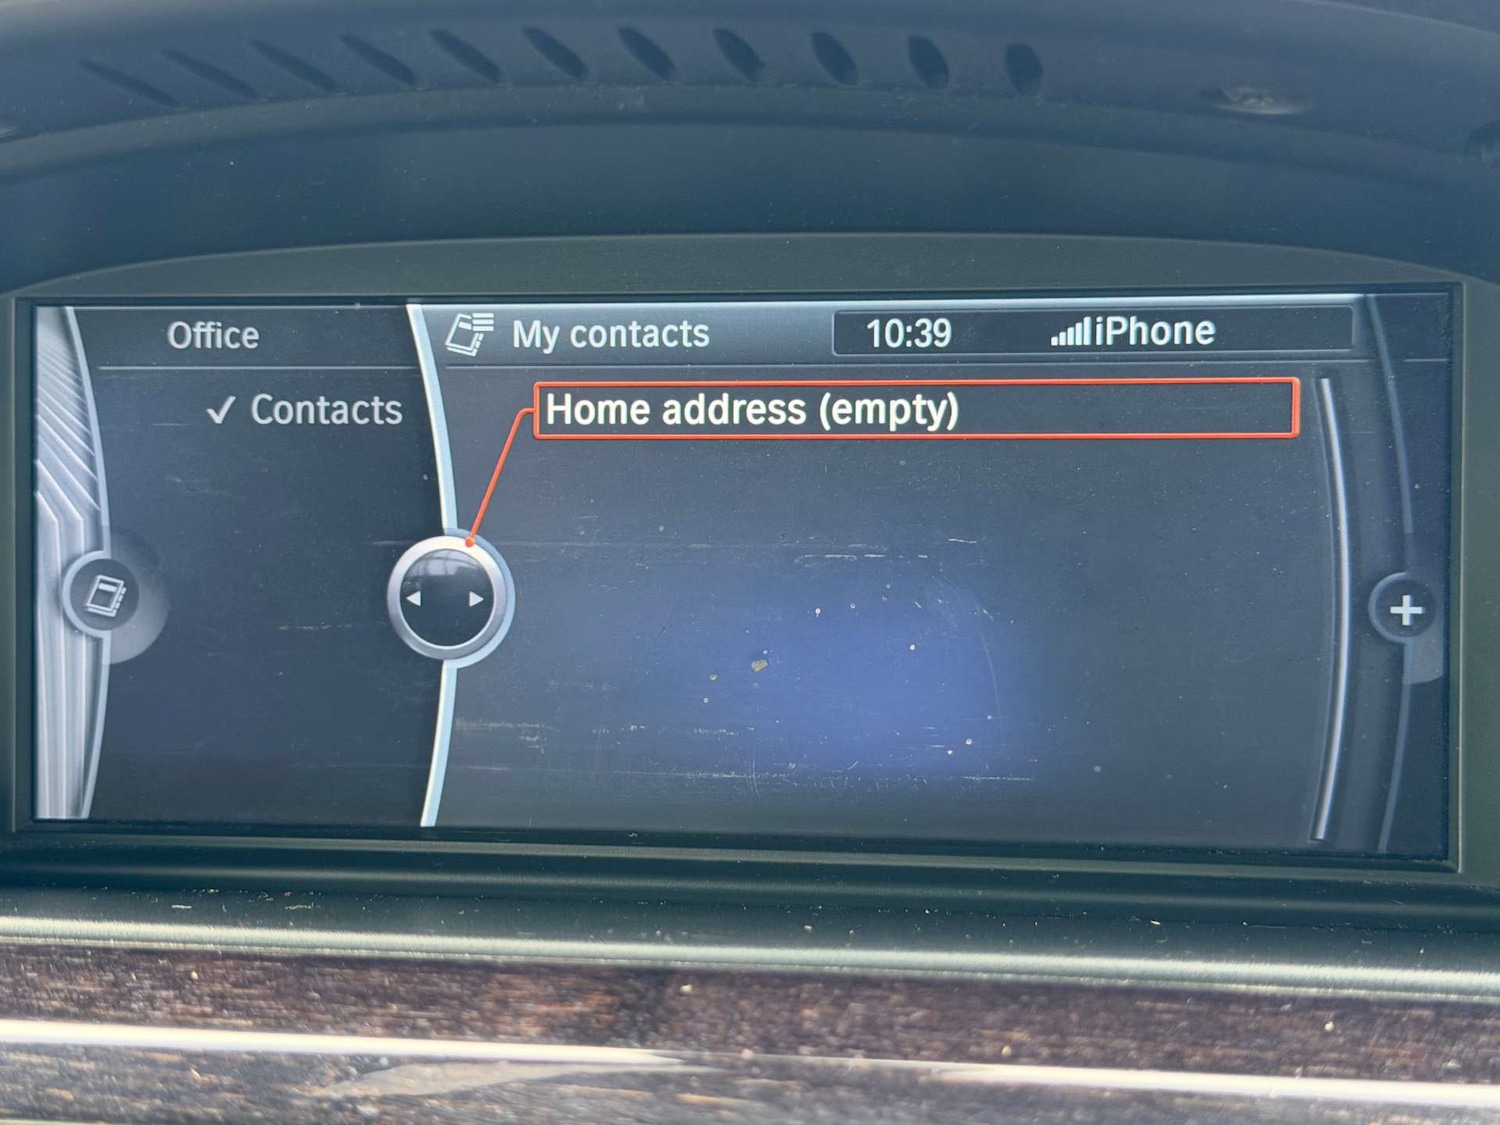 Office
✓ Contacts
My contacts
10:39
iPhone
Home address (empty)